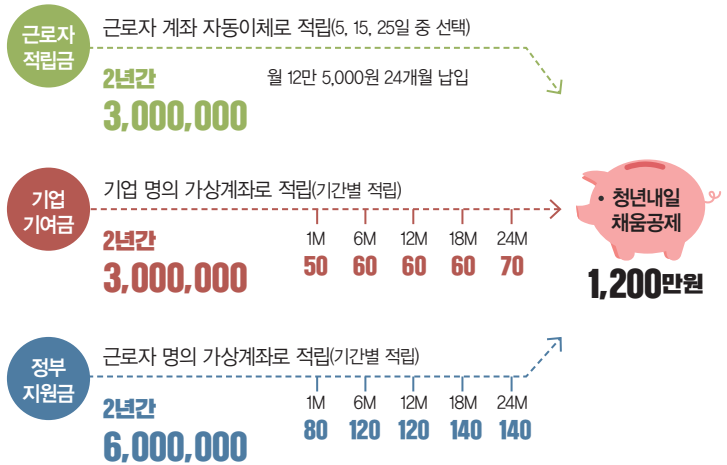 근로자
적립금
근로자 계좌 자동이체로 적립(5, 15, 25일 중 선택)
2년간
월 12만 5,000원 24개월 납입
3,000,000
기업
기여금
기업 명의 가상계좌로 적립(기간별 적립)
2년간
1M 6M 12M 18M 24M
3,000,000
50 60 60 60 70
• 청년내일
채움공제
1,200만원
정부
지원금
근로자 명의 가상계좌로 적립(기간별 적립)
2년간
1M 6M 12M 18M 24M
6,000,000
80 120 120 140 140